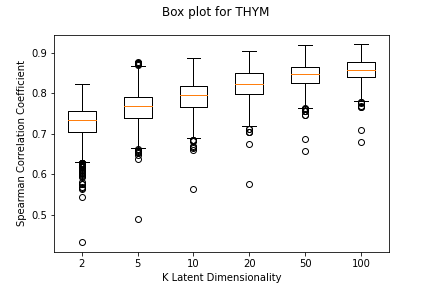 Box plot for THYM
Spearman Correlation Coefficient
0.9
0.8
0.7
0.6
0.5
2 5 10 20 50 100
K Latent Dimensionality